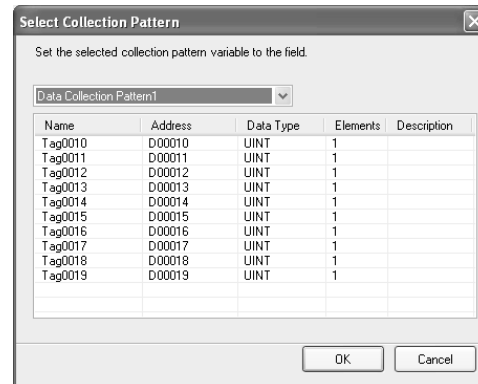 Select Collection Pattern
Set the selected collection pattern variable to the field.
Data Collection Pattern1
Name Address Data Type Elements Description
Tag0010 D00010 UINT 1
Tag0011 D00011 UINT 1
Tag0012 D00012 UINT 1
Tag0013 D00013 UINT 1
Tag0014 D00014 UINT 1
Tag0015 D00015 UINT 1
Tag0016 D00016 UINT 1
Tag0017 D00017 UINT 1
Tag0018 D00018 UINT 1
Tag0019 D00019 UINT 1
OK Cancel